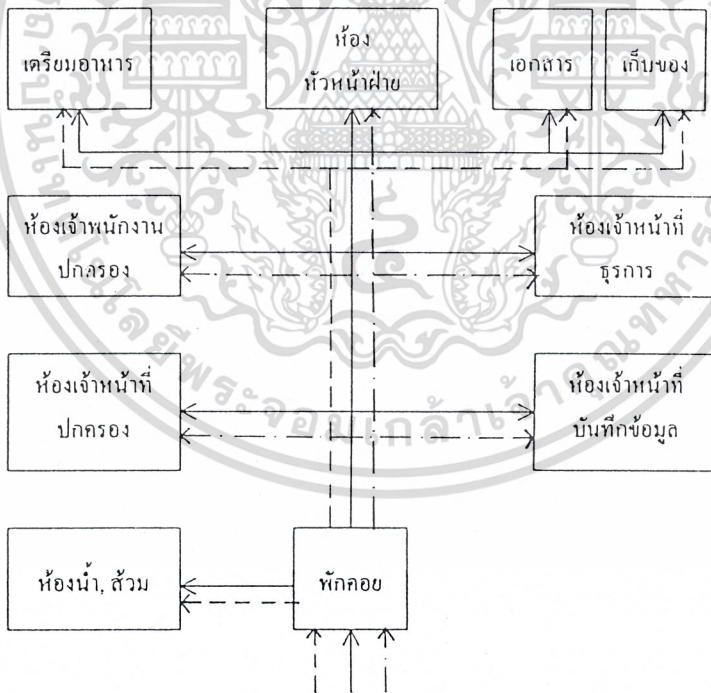 เตรียมอาหาร
ห้อง
หัวหน้าฝ่าย
เอกสาร
เก็บของ
ห้องเจ้าพนักงาน
ปกครอง
ห้องเจ้าหน้าที่
ธุรการ
ห้องเจ้าหน้าที่
ปกครอง
ห้องเจ้าหน้าที่
บันทึกข้อมูล
ห้องน้ำ, ส้วม
พักคอย